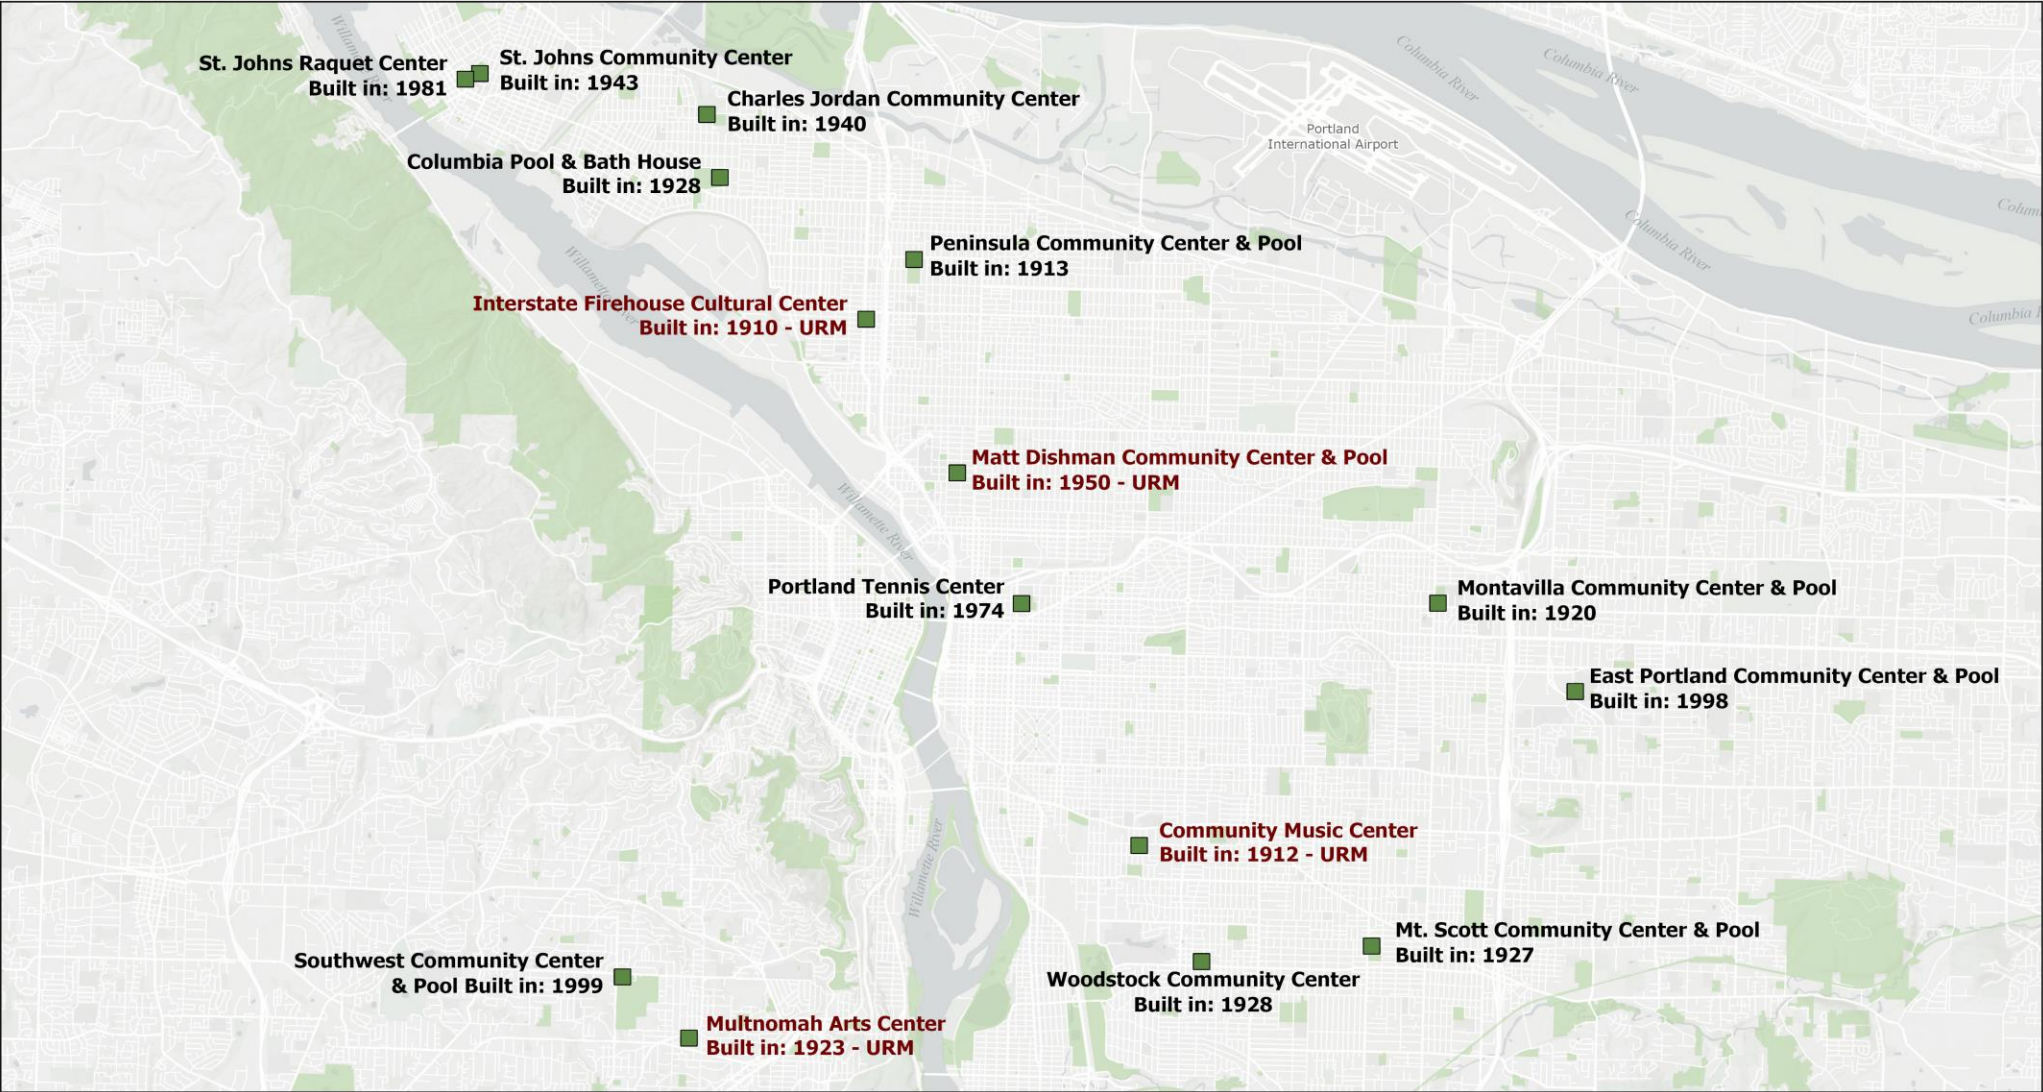 St. Johns Raquet Center
Built in: 1981
St. Johns Community Center
Built in: 1943
Charles Jordan Community Center
Built in: 1940
Columbia Pool & Bath House
Built in: 1928
Portland
International Airport
Columbia River
Columbia River
Columbia River
Peninsula Community Center & Pool
Built in: 1913
Interstate Firehouse Cultural Center
Built in: 1910 - URM
Matt Dishman Community Center & Pool
Built in: 1950 - URM
Willamette River
Portland Tennis Center
Built in: 1974
Montavilla Community Center & Pool
Built in: 1920
East Portland Community Center & Pool
Built in: 1998
Community Music Center
Built in: 1912 - URM
Willamette River
Mt. Scott Community Center & Pool
Built in: 1927
Southwest Community Center
& Pool Built in: 1999
Woodstock Community Center
Built in: 1928
Multnomah Arts Center
Built in: 1923 - URM